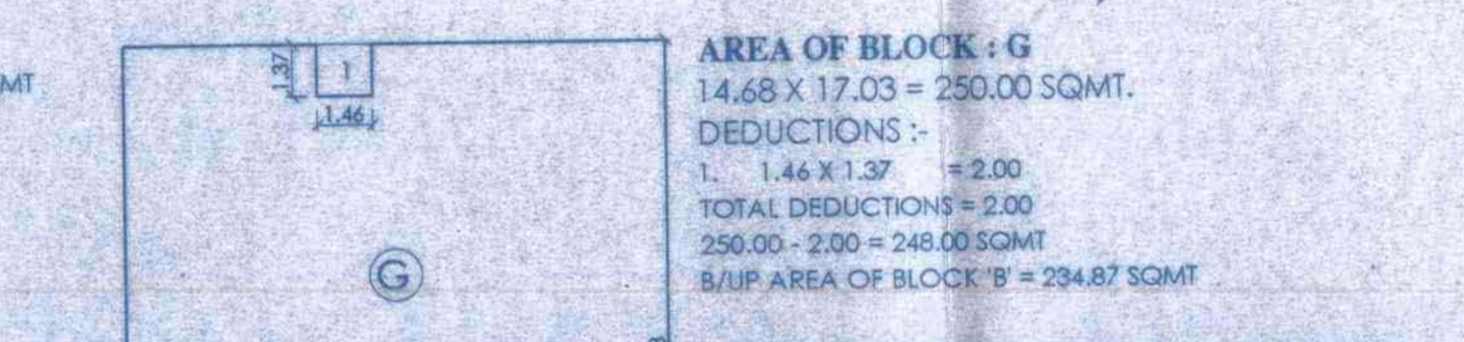 MT
1.37
1
1.46
G
AREA OF BLOCK : G
14.68 X 17.03 = 250.00 SQMT.
DEDUCTIONS :-
1. 1.46 X 1.37 = 2.00
TOTAL DEDUCTIONS = 2.00
250.00 - 2.00 = 248.00 SQMT
B/UP AREA OF BLOCK 'B' = 234.87 SQMT